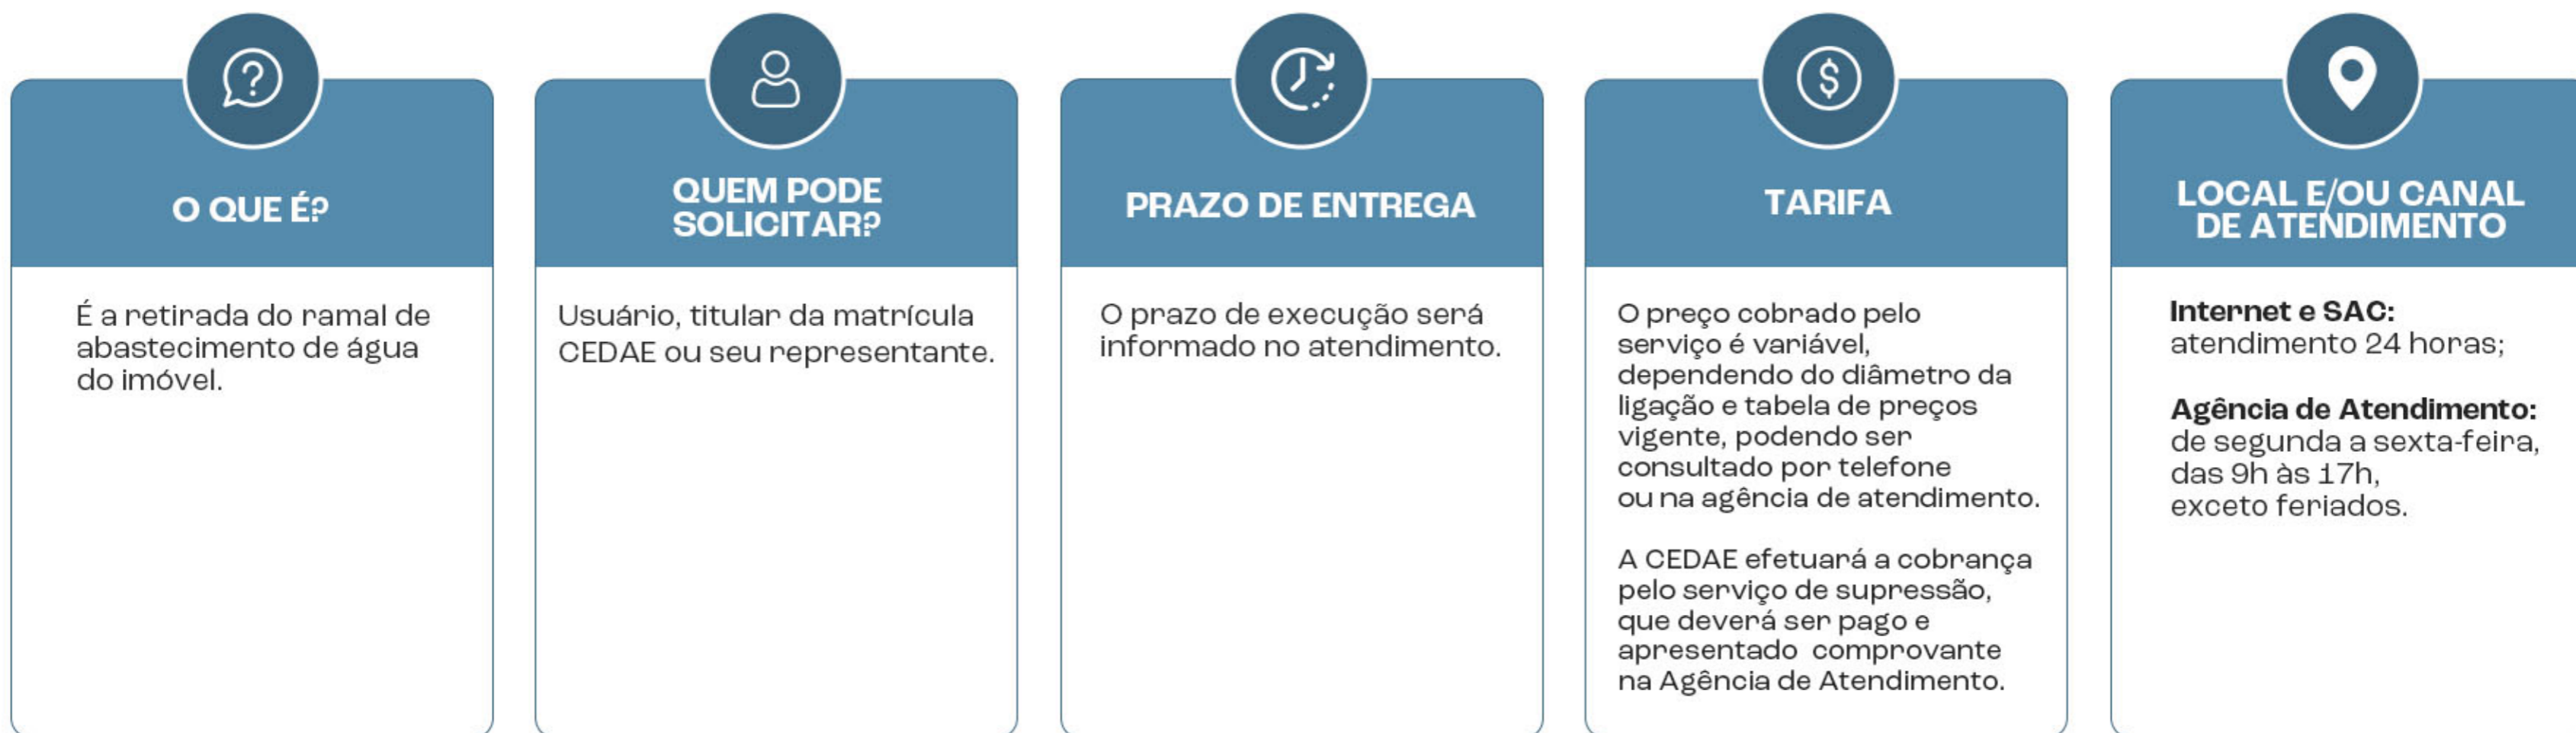 O QUE É?
É a retirada do ramal de
abastecimento de água
do imóvel.
QUEM PODE
SOLICITAR?
Usuário, titular da matrícula
CEDAE ou seu representante.
PRAZO DE ENTREGA
O prazo de execução será
informado no atendimento.
TARIFA
O preço cobrado pelo
serviço é variável,
dependendo do diâmetro da
ligação e tabela de preços
vigente, podendo ser
consultado por telefone
ou na agência de atendimento.
A CEDAE efetuará a cobrança
pelo serviço de supressão,
que deverá ser pago e
apresentado comprovante
na Agência de Atendimento.
LOCAL E/OU CANAL
DE ATENDIMENTO
Internet e SAC:
atendimento 24 horas;
Agência de Atendimento:
de segunda a sexta-feira,
das 9h às 17h,
exceto feriados.